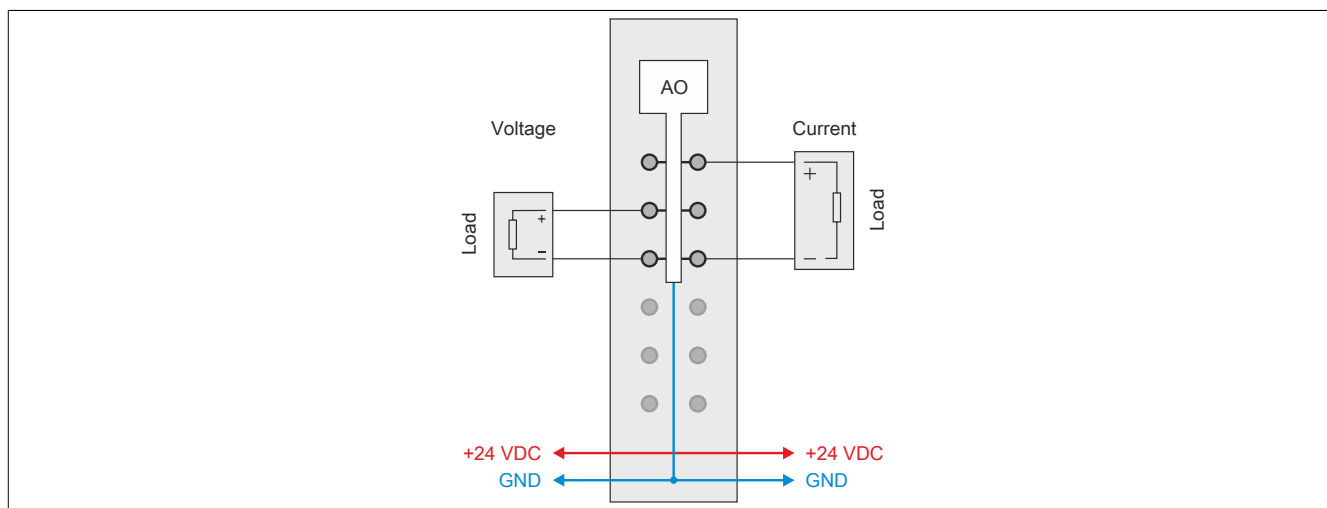 AO
Voltage
Current
Load
+
−
+
−
Load
+24 VDC
+24 VDC
GND
GND